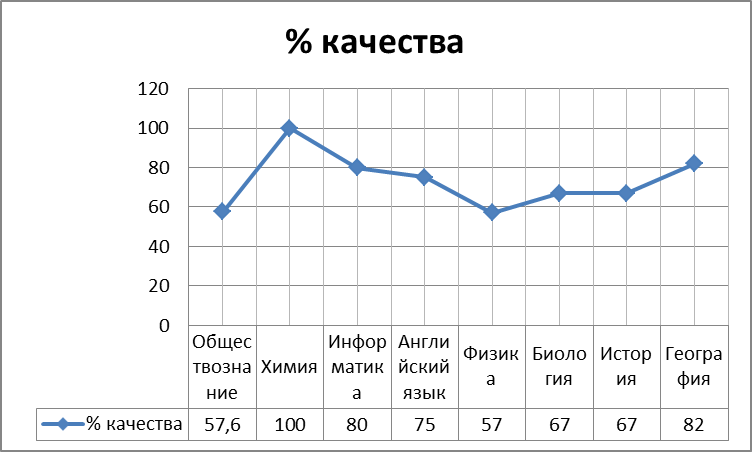 % качества
120
100
80
60
40
20
0
Общес
твозна
ние
Химия
Инфор
матик
а
Англи
йский
язык
Физик
а
Биоло
гия
Истор
ия
Геогра
фия
% качества 57,6 100 80 75 57 67 67 82